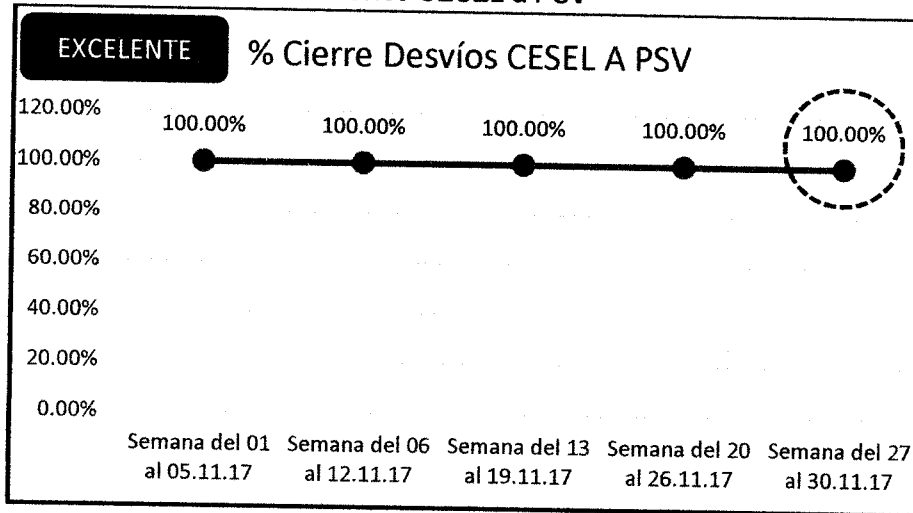 EXCELENTE
% Cierre Desvíos CESEL A PSV
120.00%
100.00%
80.00%
60.00%
40.00%
20.00%
0.00%
100.00% 100.00% 100.00% 100.00% 100.00%
Semana del 01 Semana del 06 Semana del 13 Semana del 20 Semana del 27
al 05.11.17 al 12.11.17 al 19.11.17 al 26.11.17 al 30.11.17